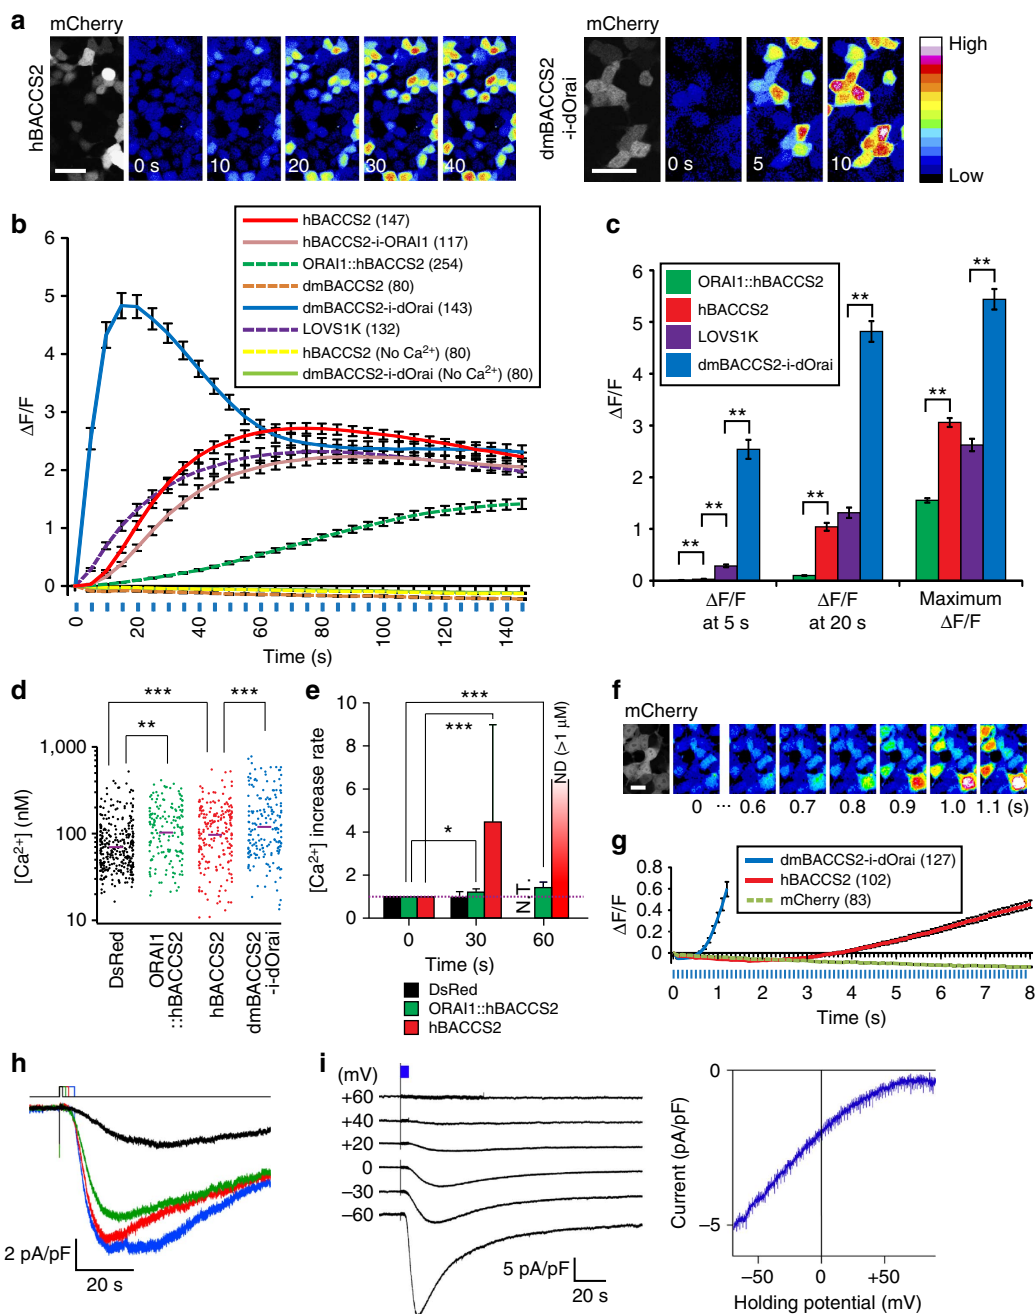 a
mCherry
hBACCS2
0 s
10
20
30
40
mCherry
dmBACCS2
-i-dOrai
0 s
5
10
High
Low
b
ΔF/F
6
5
4
3
2
1
0
hBACCS2 (147)
hBACCS2-i-ORAI1 (117)
ORAI1::hBACCS2 (254)
dmBACCS2 (80)
dmBACCS2-i-dOrai (143)
LOVS1K (132)
hBACCS2 (No Ca²⁺) (80)
dmBACCS2-i-dOrai (No Ca²⁺) (80)
0
20
40
60
80
100
120
140
Time (s)
c
ΔF/F
6
5
4
3
2
1
0
ORAI1::hBACCS2
hBACCS2
LOVS1K
dmBACCS2-i-dOrai
**
**
**
**
**
**
**
ΔF/F
at 5 s
ΔF/F
at 20 s
Maximum
ΔF/F
d
[Ca²⁺] (nM)
1,000
100
10
***
**
***
DsRed
ORAI1
::hBACCS2
hBACCS2
dmBACCS2
-i-dOrai
e
[Ca²⁺] increase rate
10
8
6
4
2
0
***
***
*
N.T.
ND (> 1 μM)
0
30
60
Time (s)
DsRed
ORAI1::hBACCS2
hBACCS2
f
mCherry
0
...
0.6
0.7
0.8
0.9
1.0
1.1 (s)
g
ΔF/F
0.8
0.6
0.4
0.2
0
dmBACCS2-i-dOrai (127)
hBACCS2 (102)
mCherry (83)
0
1
2
3
4
5
6
7
8
Time (s)
h
2 pA/pF
20 s
i
(mV)
+60
+40
+20
0
−30
−60
5 pA/pF
20 s
Current (pA/pF)
0
−5
−50
0
+50
Holding potential (mV)